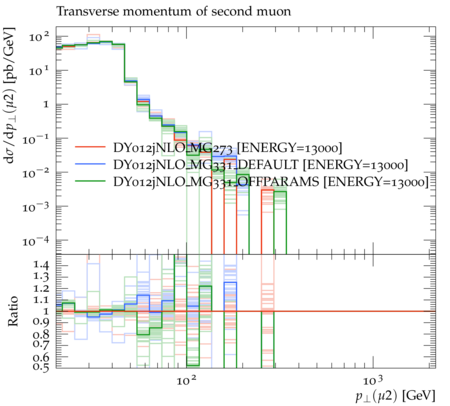 Transverse momentum of second muon
dσ/dp⊥(μ2) [pb/GeV]
10²
10¹
1
10⁻¹
10⁻²
10⁻³
10⁻⁴
DY012jNLO_MG273 [ENERGY=13000]
DY012jNLO_MG331_DEFAULT [ENERGY=13000]
DY012jNLO_MG331_OFFPARAMS [ENERGY=13000]
Ratio
1.4
1.3
1.2
1.1
1
0.9
0.8
0.7
0.6
0.5
10²
10³
p⊥(μ2) [GeV]